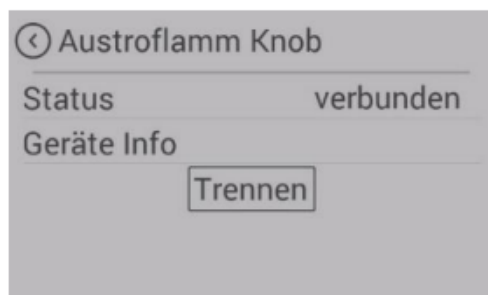 Austroflamm Knob
Status verbunden
Geräte Info
Trennen